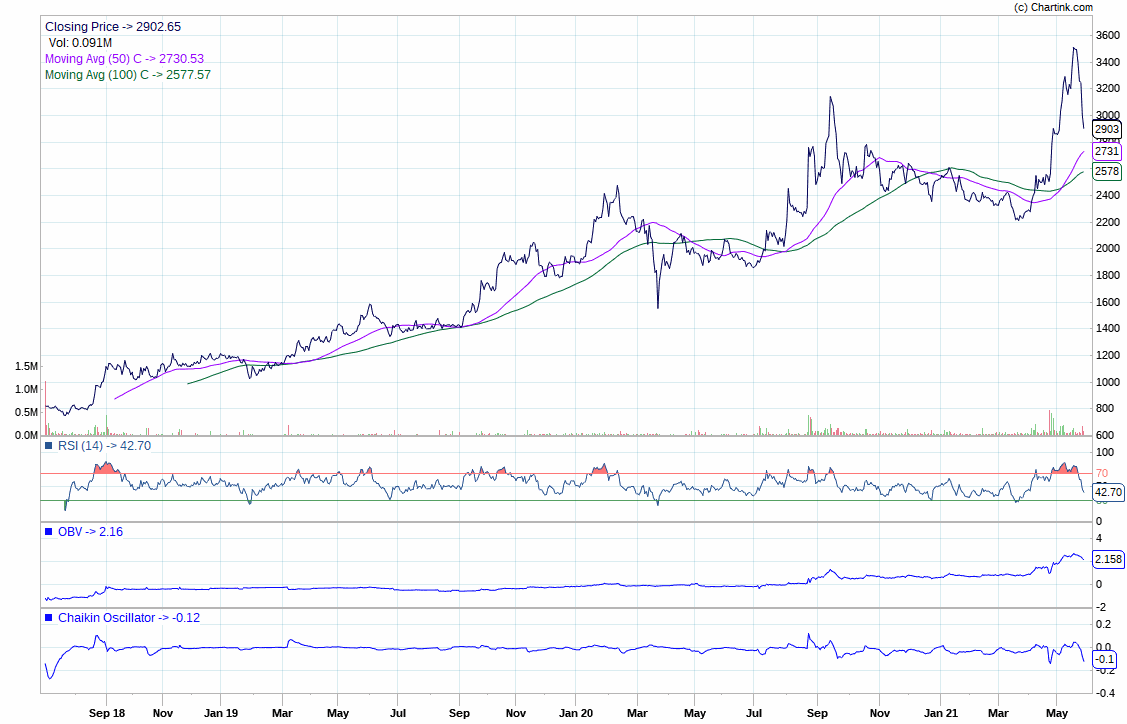 (c) Chartink.com
Closing Price -> 2902.65
Vol: 0.091M
Moving Avg (50) C -> 2730.53
Moving Avg (100) C -> 2577.57
3600
3400
3200
3000
2903
2731
2578
2400
2200
2000
1800
1600
1400
1200
1000
800
600
1.5M
1.0M
0.5M
0.0M
RSI (14) -> 42.70
100
70
42.70
0
OBV -> 2.16
4
2.158
0
-2
Chaikin Oscillator -> -0.12
0.2
0.0
-0.1
-0.2
-0.4
Sep 18 Nov Jan 19 Mar May Jul Sep Nov Jan 20 Mar May Jul Sep Nov Jan 21 Mar May